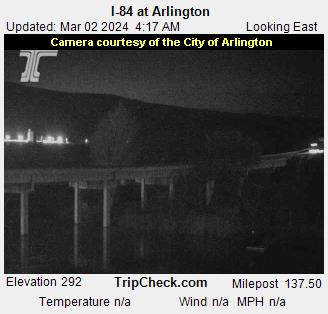 I-84 at Arlington
Updated: Mar 02 2024 4:17 AM Looking East
Camera courtesy of the City of Arlington
Elevation 292 TripCheck.com Milepost 137.50
Temperature n/a Wind n/a MPH n/a